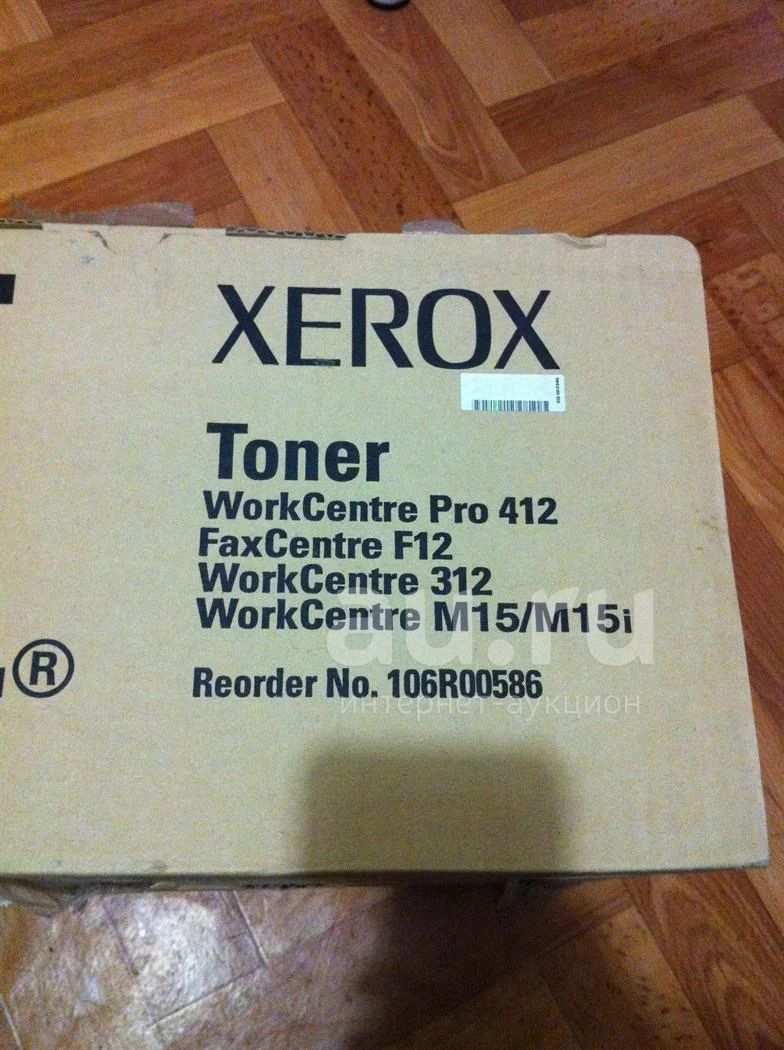 XEROX
Toner
WorkCentre Pro 412
FaxCentre F12
WorkCentre 312
WorkCentre M15/M15i
®
Reorder No. 106R00586
au.ru
интернет-аукцион